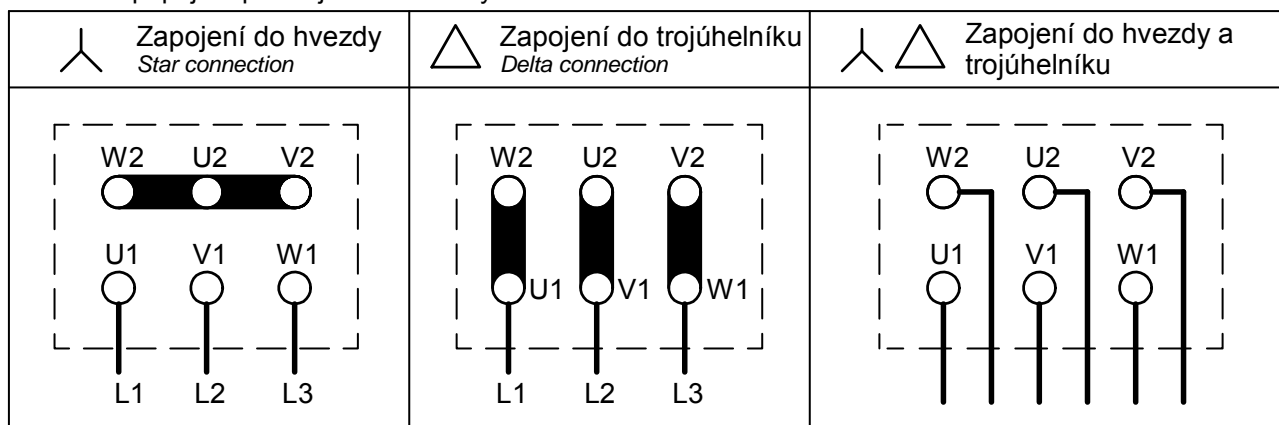 Zapojení do hvezdy
Star connection
Zapojení do trojúhelníku
Delta connection
Zapojení do hvezdy a
trojúhelníku
W2 U2 V2
U1 V1 W1
L1 L2 L3
W2 U2 V2
U1 V1 W1
L1 L2 L3
W2 U2 V2
U1 V1 W1